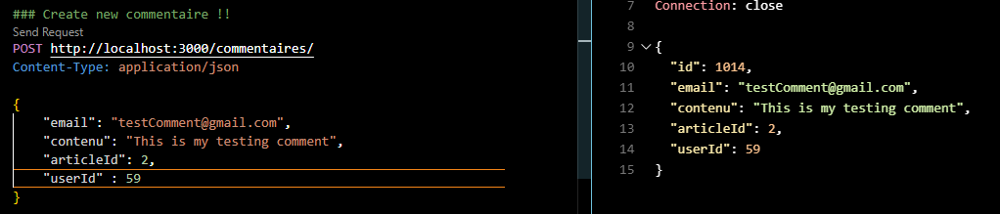 ### Create new commentaire !!
Send Request
POST http://localhost:3000/commentaires/
Content-Type: application/json
{
"email": "testComment@gmail.com",
"contenu": "This is my testing comment",
"articleId": 2,
"userId" : 59
}
7 Connection: close
8
9 {
10 "id": 1014,
11 "email": "testComment@gmail.com",
12 "contenu": "This is my testing comment",
13 "articleId": 2,
14 "userId": 59
15 }